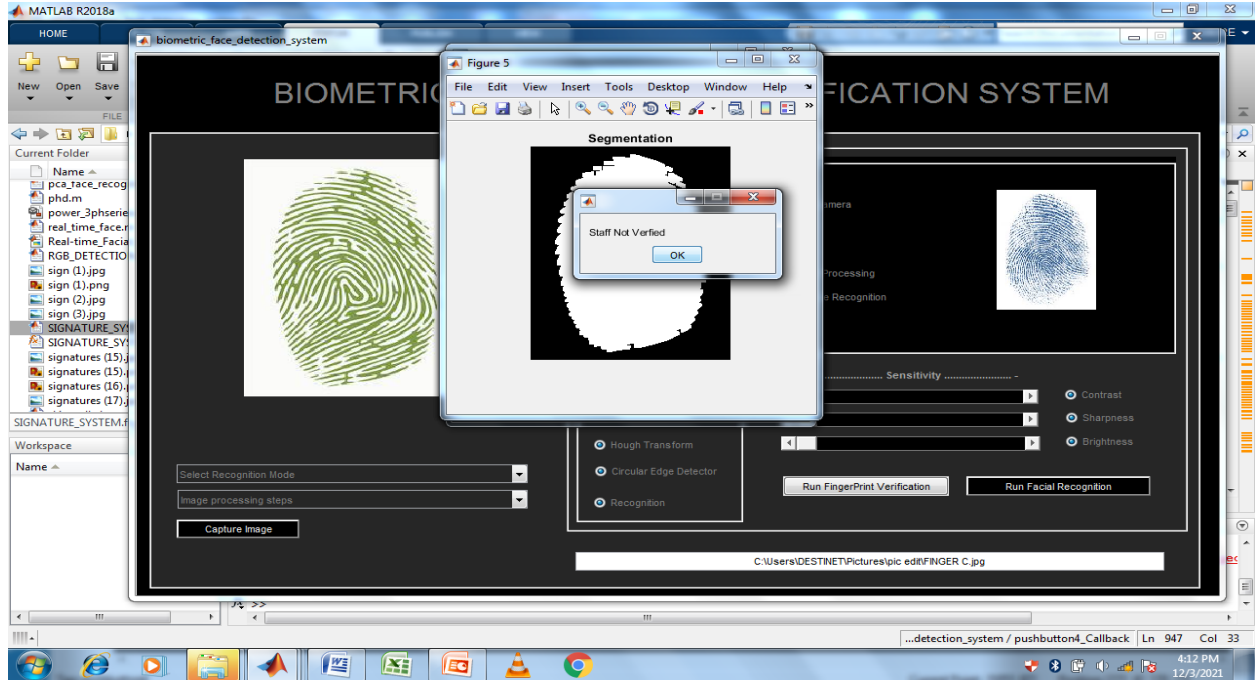 MATLAB R2018a
HOME
biometric_face_detection_system
New Open Save
FILE
BIOMETRIC
FICATION SYSTEM
Figure 5
File Edit View Insert Tools Desktop Window Help
Segmentation
Staff Not Verfied
OK
Current Folder
Name
pca_face_recog
phd.m
power_3phserie
real_time_face.r
Real-time_Facia
RGB_DETECTIO
sign (1).jpg
sign (1).png
sign (2).jpg
sign (3).jpg
SIGNATURE_SYS
SIGNATURE_SYS
signatures (15).j
signatures (15).
signatures (16).
signatures (17).j
SIGNATURE_SYSTEM.f
Workspace
Name
amera
Processing
e Recognition
...................... Sensitivity ...................... -
Contrast
Sharpness
Brightness
Hough Transform
Circular Edge Detector
Recognition
Select Recognition Mode
Image processing steps
Capture Image
Run FingerPrint Verification
Run Facial Recognition
C:\Users\DESTINET\Pictures\pic edit\FINGER C.jpg
>>
...detection_system / pushbutton4_Callback Ln 947 Col 33
4:12 PM
12/3/2021